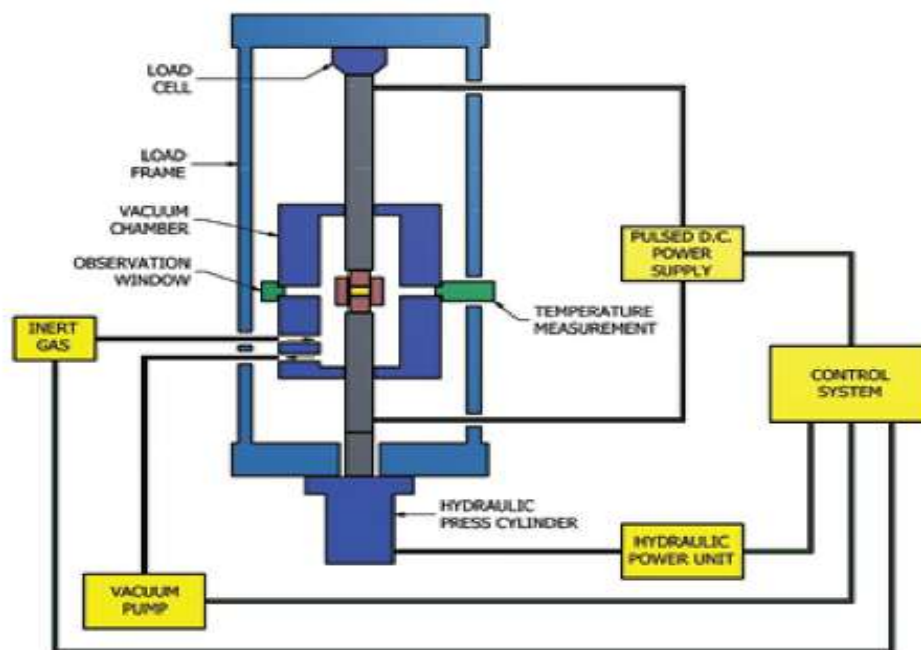 LOAD
CELL
LOAD
FRAME
VACUUM
CHAMBER
OBSERVATION
WINDOW
INERT
GAS
PULSED D.C.
POWER
SUPPLY
TEMPERATURE
MEASUREMENT
CONTROL
SYSTEM
HYDRAULIC
PRESS CYLINDER
HYDRAULIC
POWER UNIT
VACUUM
PUMP